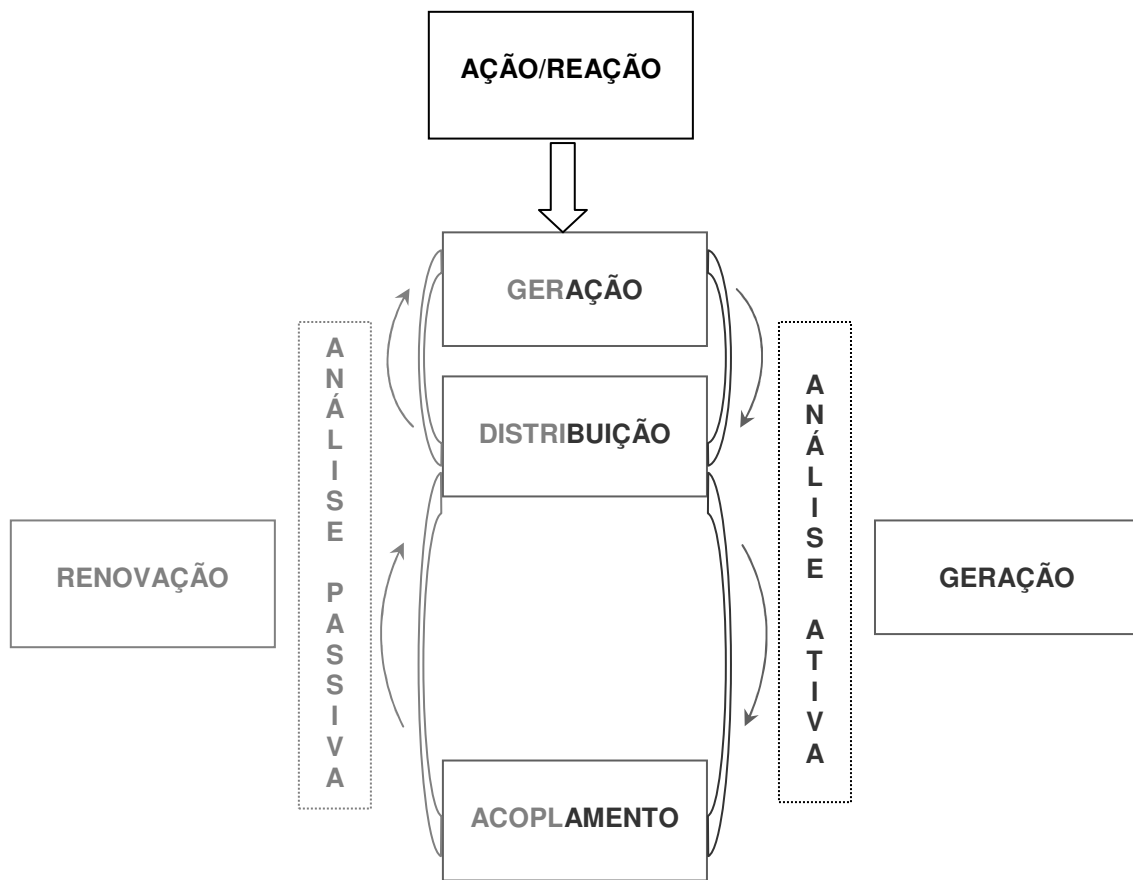 AÇÃO/REAÇÃO
GERAÇÃO
DISTRIBUIÇÃO
ANÁLISE PASSIVA
ANÁLISE ATIVA
RENOVAÇÃO
GERAÇÃO
ACOPLAMENTO